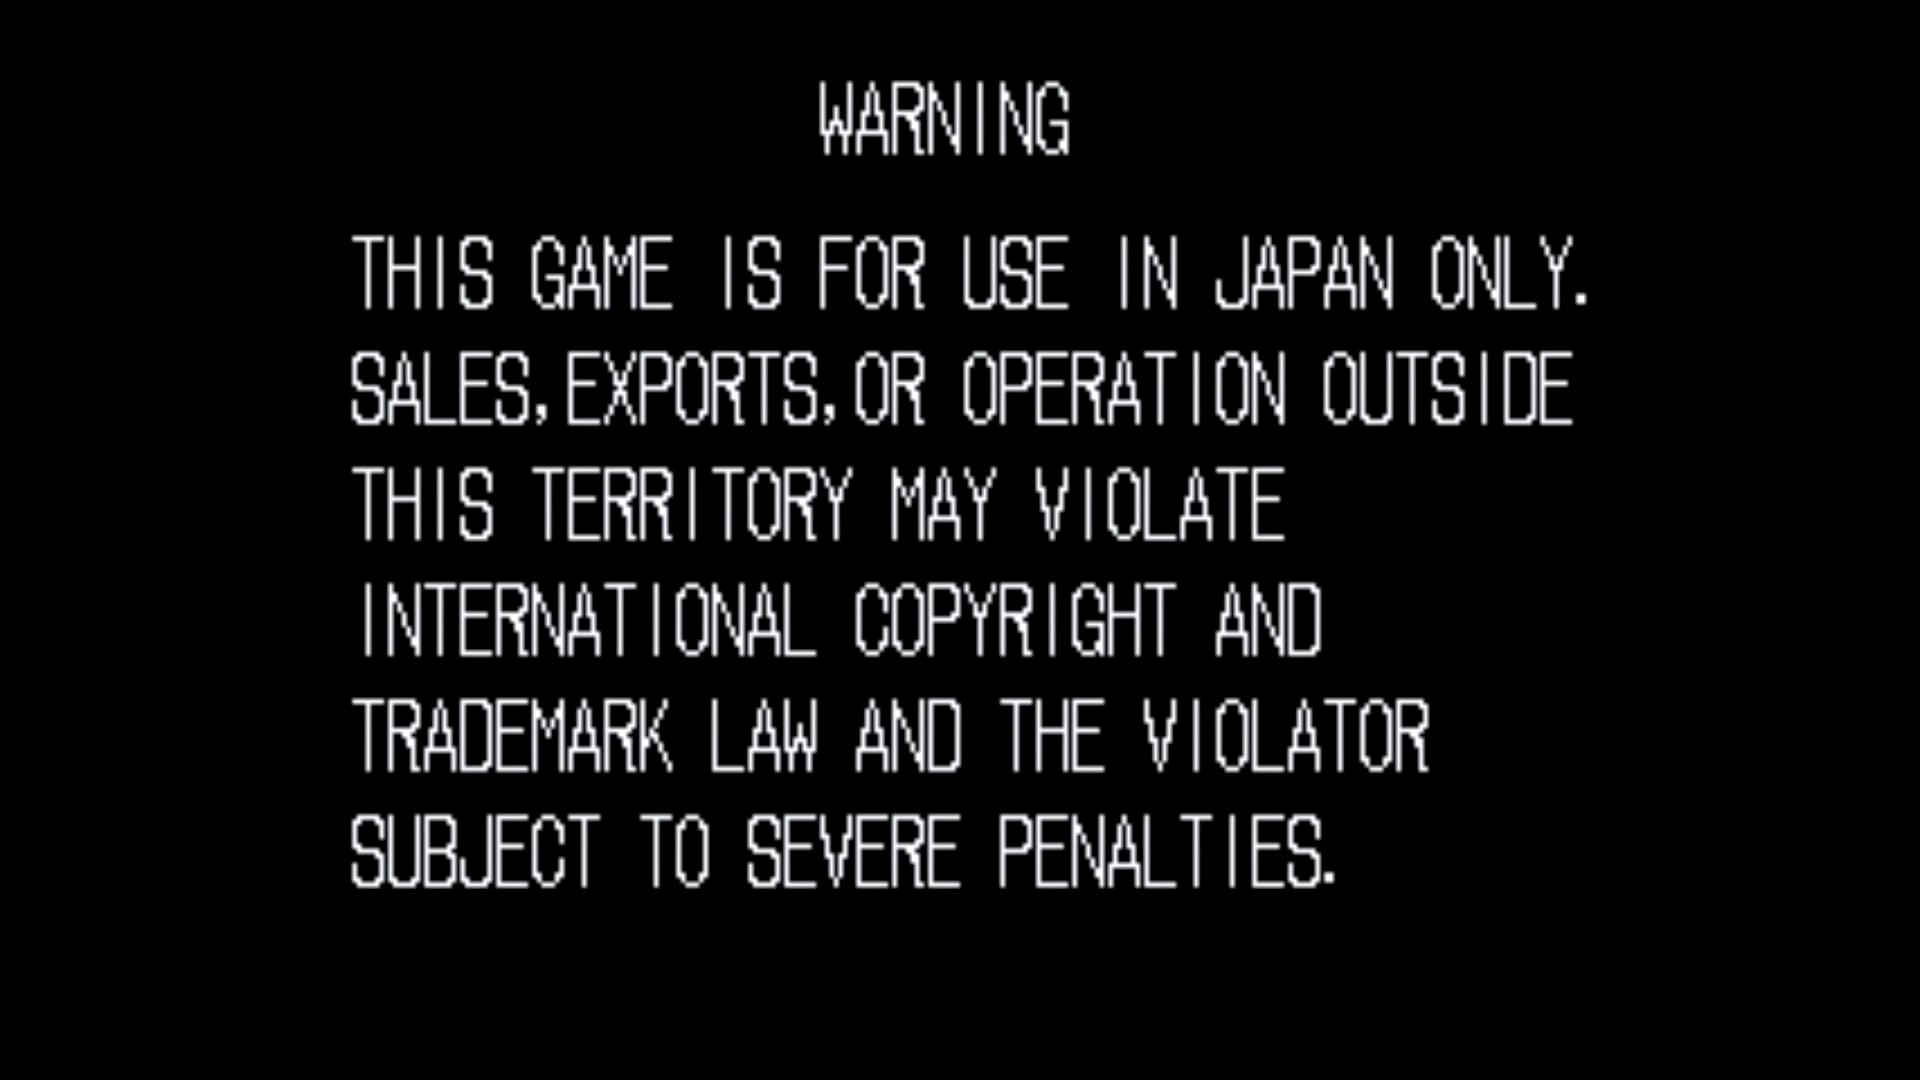 WARNING
THIS GAME IS FOR USE IN JAPAN ONLY.
SALES,EXPORTS,OR OPERATION OUTSIDE
THIS TERRITORY MAY VIOLATE
INTERNATIONAL COPYRIGHT AND
TRADEMARK LAW AND THE VIOLATOR
SUBJECT TO SEVERE PENALTIES.